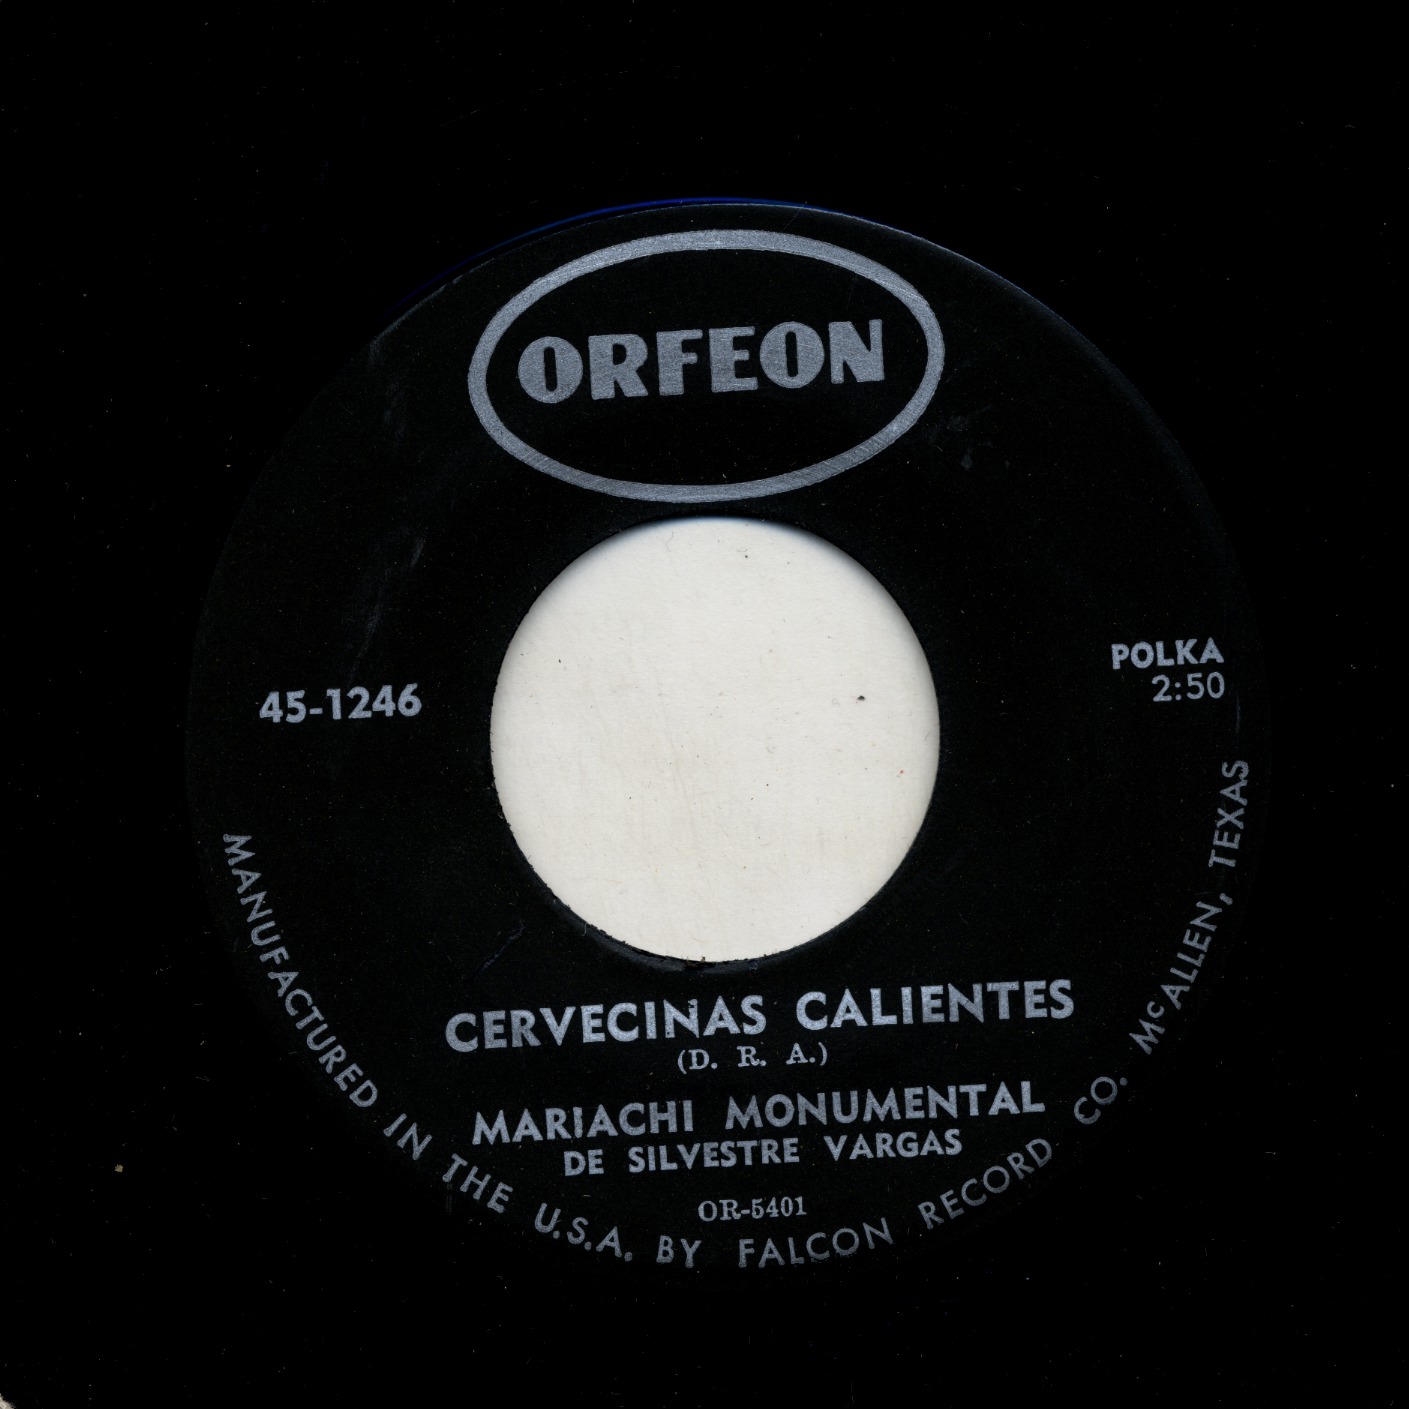 ORFEON
45-1246
POLKA
2:50
CERVECINAS CALIENTES
(D. R. A.)
MARIACHI MONUMENTAL
DE SILVESTRE VARGAS
OR-5401
MANUFACTURED IN THE U.S.A. BY FALCON RECORD CO. McALLEN, TEXAS